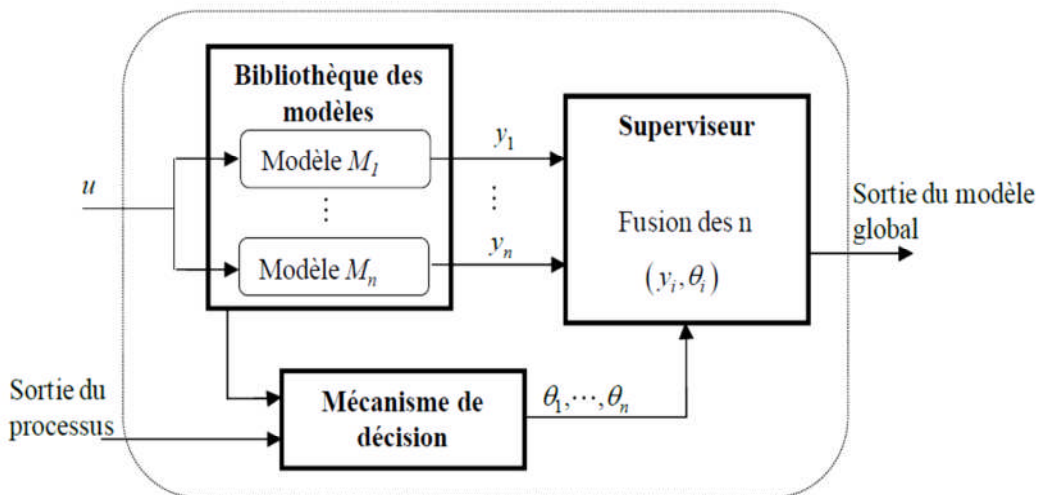 Bibliothèque des
modèles
Modèle M1
⋮
Modèle Mn
u
y1
⋮
yn
Superviseur
Fusion des n
(yi, θi)
Sortie du modèle
global
Sortie du
processus
Mécanisme de
décision
θ1,⋯,θn